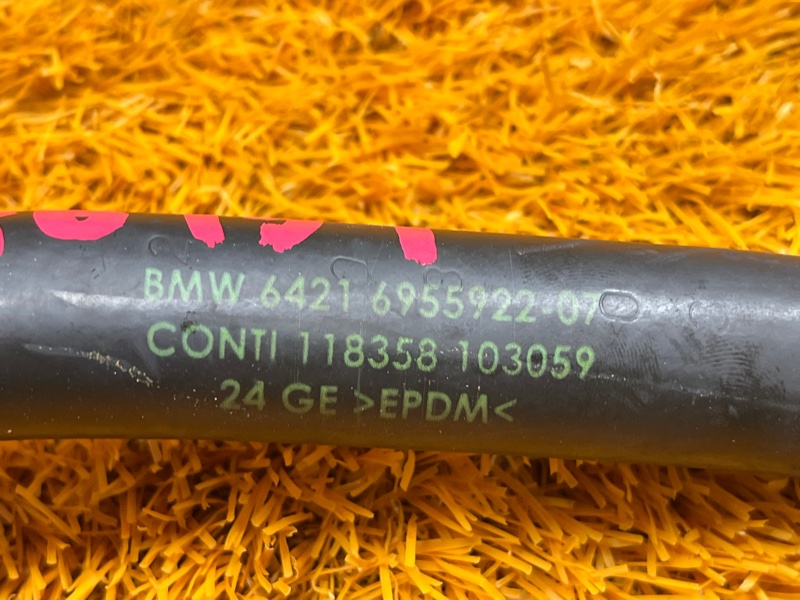 BMW 6421 6955922-07
CONTI 118358 103059
24 GE >EPDM<